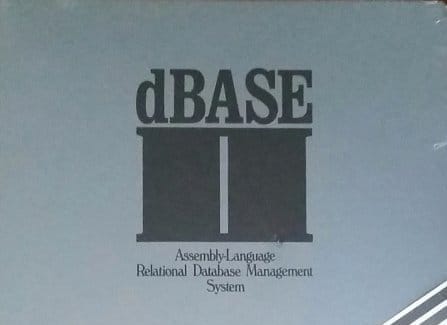 dBASE
II
Assembly-Language
Relational Database Management
System